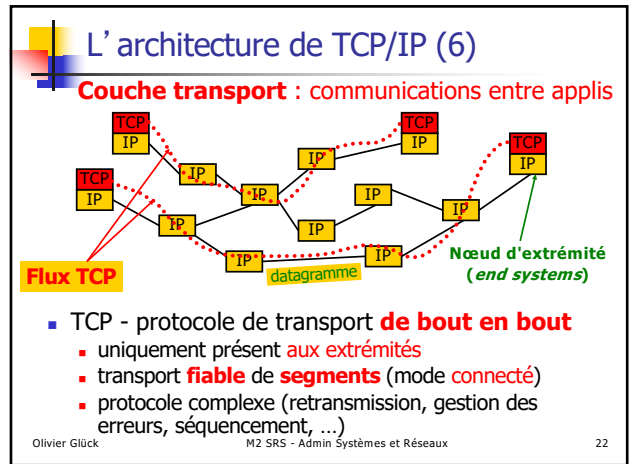 L'architecture de TCP/IP (6)
Couche transport : communications entre applis
TCP
IP
TCP
IP
TCP
IP
TCP
IP
IP
IP
IP
IP
IP
IP
IP
IP
IP
Flux TCP
datagramme
Nœud d'extrémité
(end systems)
TCP - protocole de transport de bout en bout
uniquement présent aux extrémités
transport fiable de segments (mode connecté)
protocole complexe (retransmission, gestion des
erreurs, séquencement, …)
Olivier Glück M2 SRS - Admin Systèmes et Réseaux 22